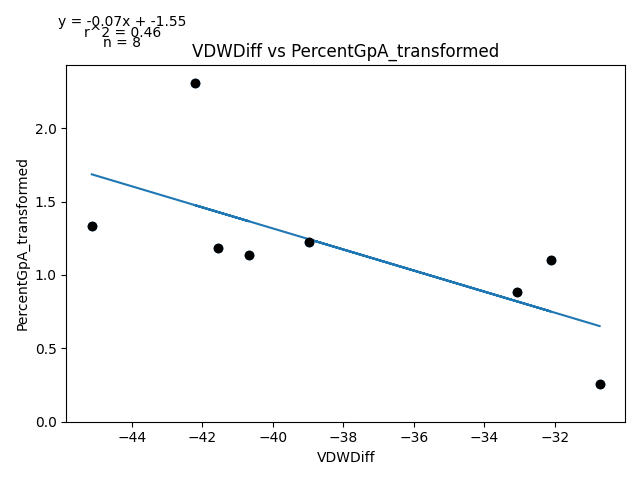 y = -0.07x + -1.55
r^2 = 0.46
n = 8
VDWDiff vs PercentGpA_transformed
PercentGpA_transformed
2.0
1.5
1.0
0.5
0.0
−44
−42
−40
−38
−36
−34
−32
VDWDiff